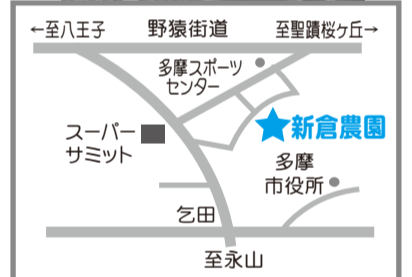 ←至八王子 野猿街道 至聖蹟桜ヶ丘→
多摩スポーツ
センター
新倉農園
スーパー
サミット
多摩
市役所
乞田
至永山